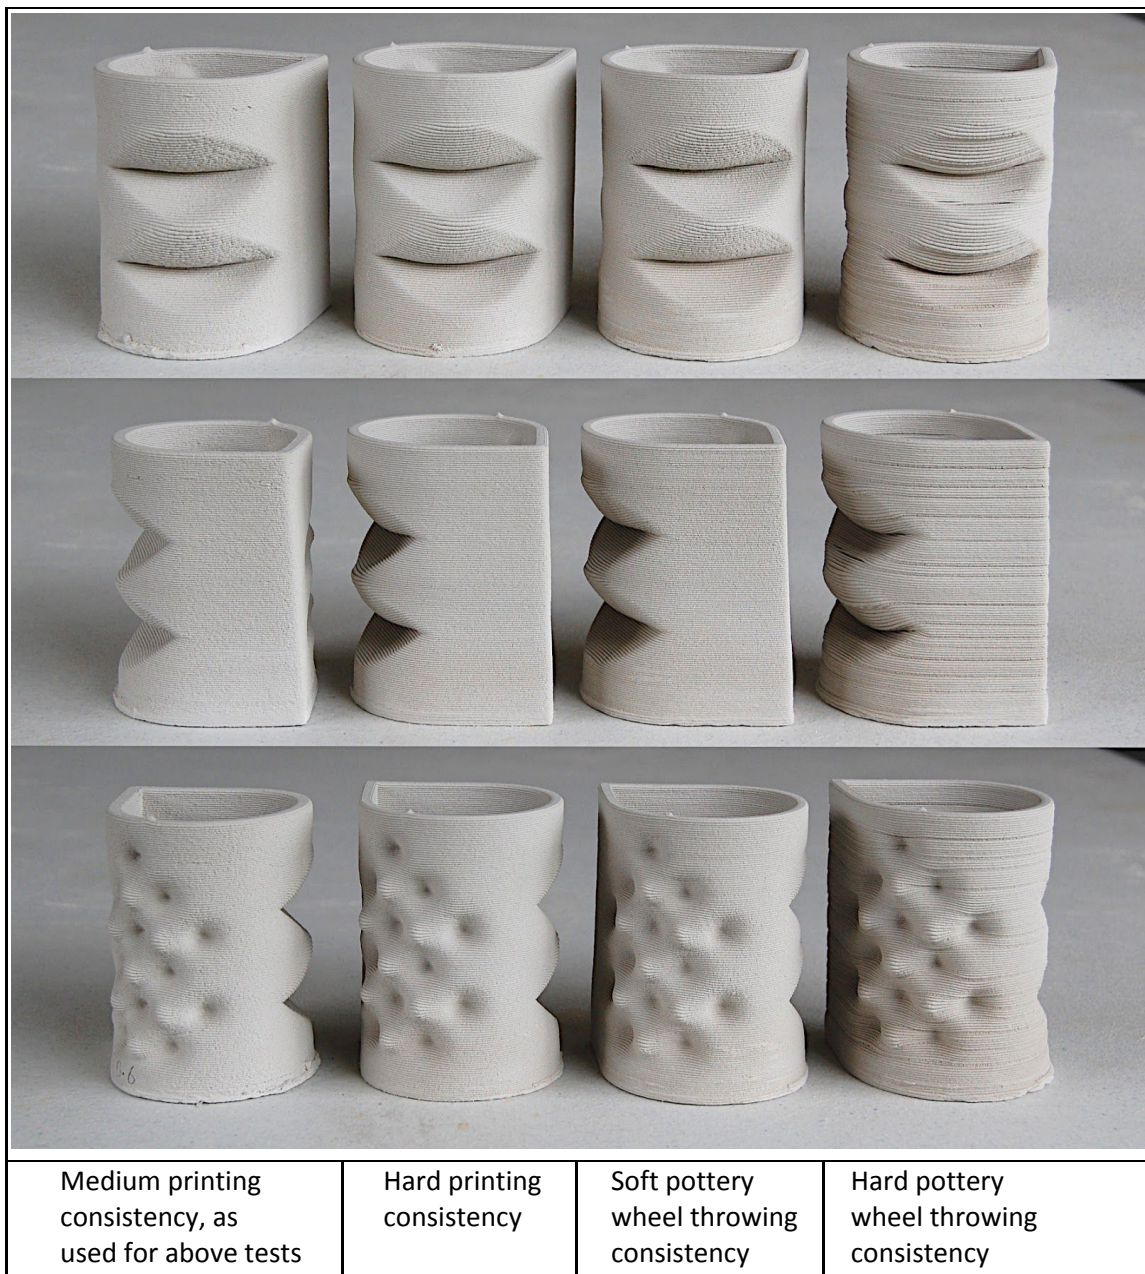 Medium printing
consistency, as
used for above tests
Hard printing
consistency
Soft pottery
wheel throwing
consistency
Hard pottery
wheel throwing
consistency